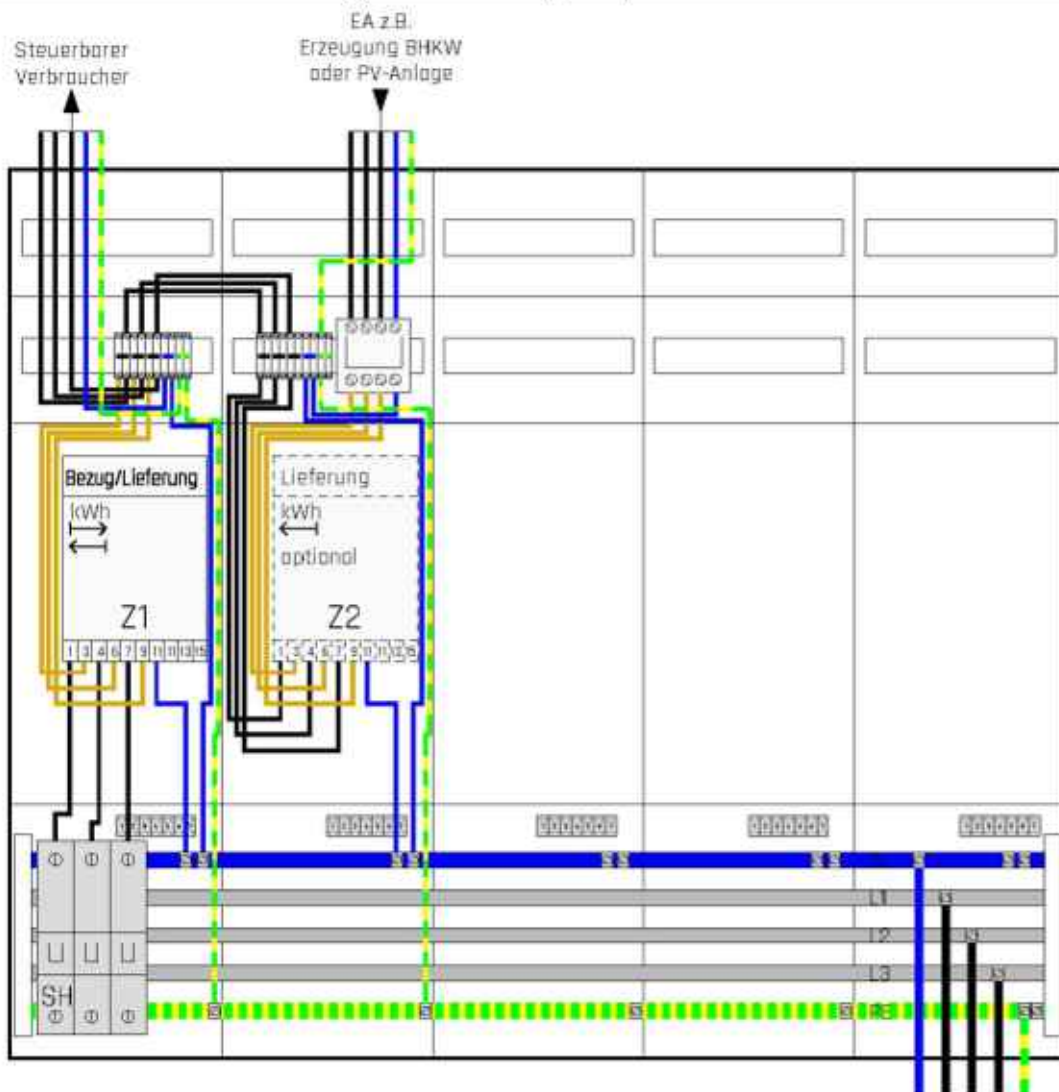 EA z.B.
Steuerbarer
Erzeugung BHKW
Verbraucher
oder PV-Anlage
Bezug/Lieferung
Lieferung
kWh
kWh
optional
Z1
Z2
1 3 4 6 7 9 11 11 13 15
1 3 4 6 7 9 11 11 13 15
L1
L2
L3
SH